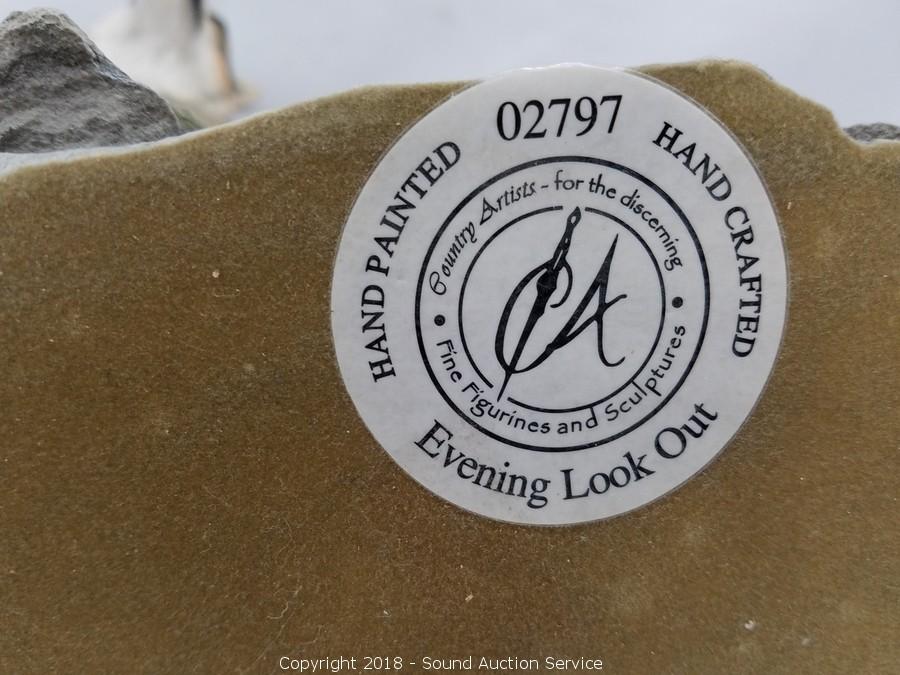 02797
HAND PAINTED
HAND CRAFTED
Country Artists - for the discerning
CA
Fine Figurines and Sculptures
Evening Look Out
Copyright 2018 - Sound Auction Service